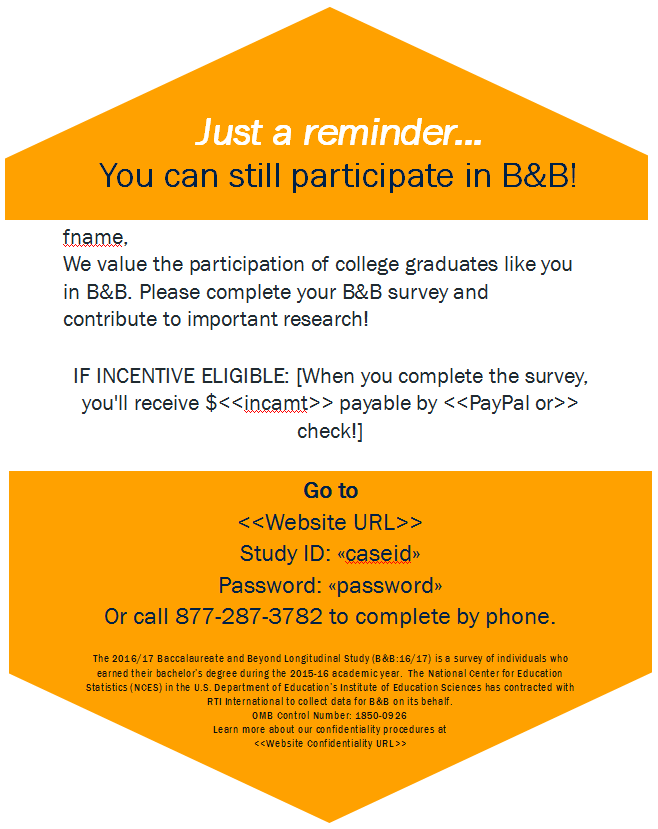 Just a reminder...
You can still participate in B&B!
fname,
We value the participation of college graduates like you
in B&B. Please complete your B&B survey and
contribute to important research!
IF INCENTIVE ELIGIBLE: [When you complete the survey,
you'll receive $<<incamt>> payable by <<PayPal or>>
check!]
Go to
<<Website URL>>
Study ID: «caseid»
Password: «password»
Or call 877-287-3782 to complete by phone.
The 2016/17 Baccalaureate and Beyond Longitudinal Study (B&B:16/17) is a survey of individuals who
earned their bachelor's degree during the 2015-16 academic year. The National Center for Education
Statistics (NCES) in the U.S. Department of Education's Institute of Education Sciences has contracted with
RTI International to collect data for B&B on its behalf.
OMB Control Number: 1850-0926
Learn more about our confidentiality procedures at
<<Website Confidentiality URL>>